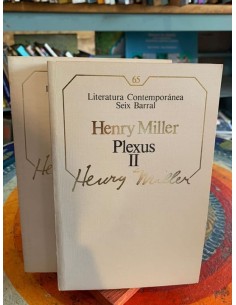 65
Literatura Contemporánea
Seix Barral
Henry Miller
Plexus
II
Henry Miller